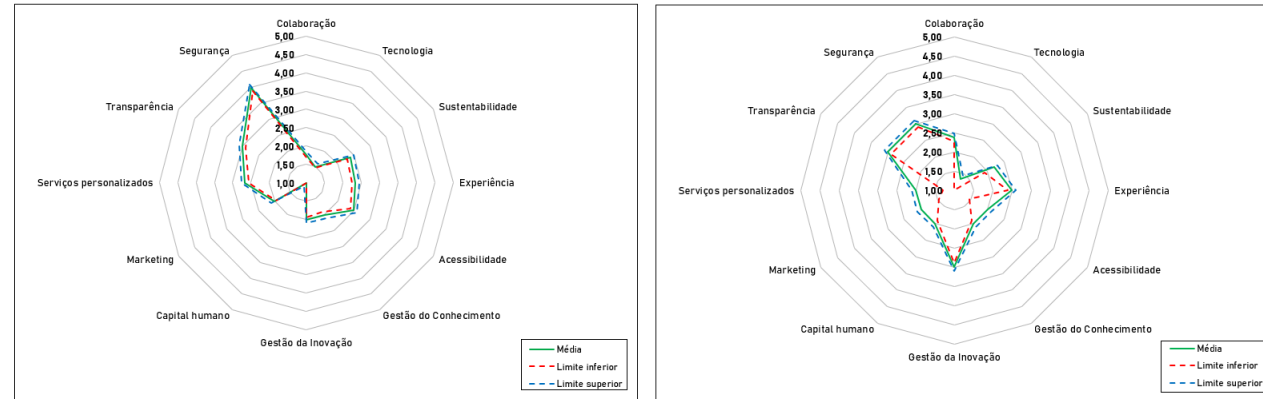 Colaboração
5,00
4,50
4,00
3,50
3,00
2,50
2,00
1,50
1,00
Tecnologia
Sustentabilidade
Experiência
Acessibilidade
Gestão do Conhecimento
Gestão da Inovação
Capital humano
Marketing
Serviços personalizados
Transparência
Segurança
Média
Limite inferior
Limite superior
Colaboração
5,00
4,50
4,00
3,50
3,00
2,50
2,00
1,50
1,00
Tecnologia
Sustentabilidade
Experiência
Acessibilidade
Gestão do Conhecimento
Gestão da Inovação
Capital humano
Marketing
Serviços personalizados
Transparência
Segurança
Média
Limite inferior
Limite superior